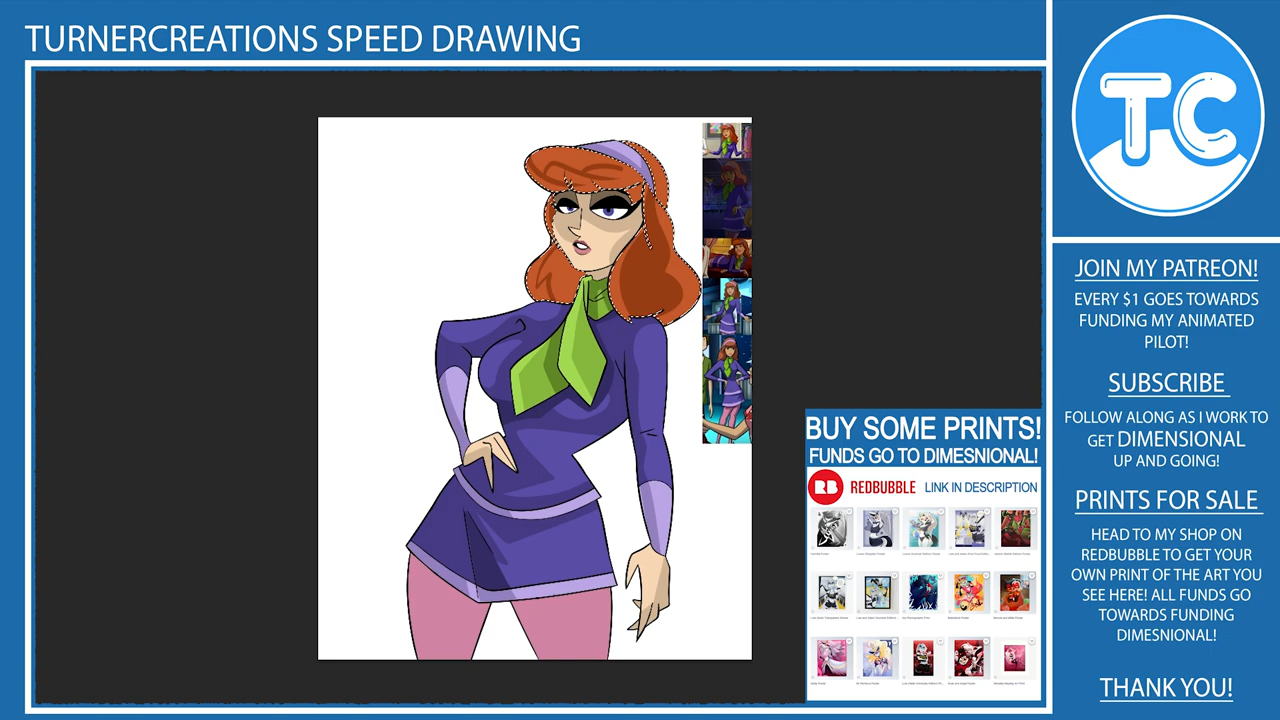 TURNERCREATIONS SPEED DRAWING
TC
JOIN MY PATREON!
EVERY $1 GOES TOWARDS
FUNDING MY ANIMATED
PILOT!
SUBSCRIBE
FOLLOW ALONG AS I WORK TO
GET DIMENSIONAL
UP AND GOING!
PRINTS FOR SALE
HEAD TO MY SHOP ON
REDBUBBLE TO GET YOUR
OWN PRINT OF THE ART YOU
SEE HERE! ALL FUNDS GO
TOWARDS FUNDING
DIMESNIONAL!
THANK YOU!
BUY SOME PRINTS!
FUNDS GO TO DIMESNIONAL!
RB REDBUBBLE LINK IN DESCRIPTION